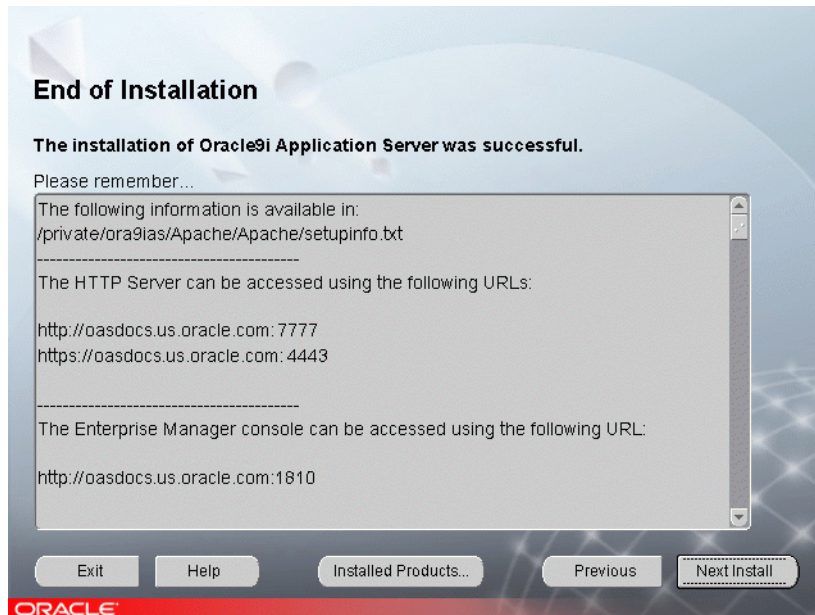 End of Installation
The installation of Oracle9i Application Server was successful.
Please remember...
The following information is available in:
/private/ora9ias/Apache/Apache/setupinfo.txt
-----------------------------------------
The HTTP Server can be accessed using the following URLs:
http://oasdocs.us.oracle.com:7777
https://oasdocs.us.oracle.com:4443
-----------------------------------------
The Enterprise Manager console can be accessed using the following URL:
http://oasdocs.us.oracle.com:1810
Exit
Help
Installed Products...
Previous
Next Install
ORACLE